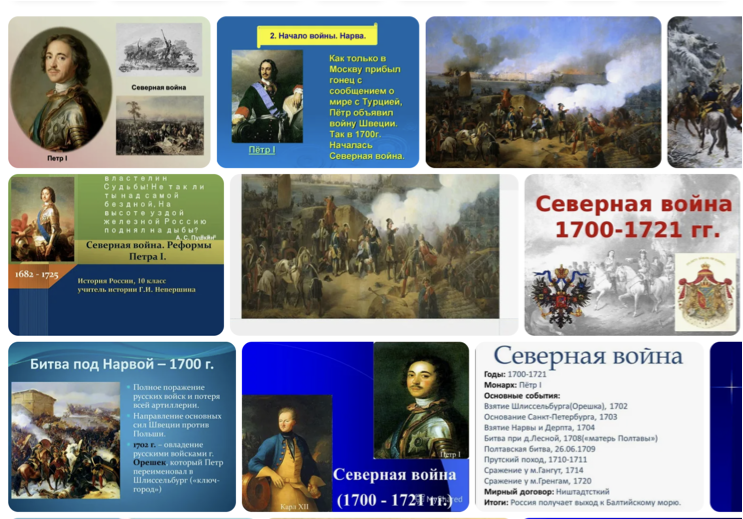 Северная война
Петр I
2. Начало войны. Нарва.
Как только в
Москву прибыл
гонец с
сообщением о
мире с Турцией,
Пётр объявил
войну Швеции.
Так в 1700г.
Началась
Северная война.
Пётр I
властелин
Судьбы! Не так ли
ты над самой
бездной, На
высоте уздой
железной Россию
поднял на дыбы?
А. С. Пушкин
Северная война. Реформы
Петра I.
1682 - 1725
История России, 10 класс
учитель истории Г.Н. Непершина
Северная война
1700-1721 гг.
Битва под Нарвой – 1700 г.
Полное поражение
русских войск и потеря
всей артиллерии.
Направление основных
сил Швеции против
Польши.
1702 г. – овладение
русскими войсками г.
Орешек, который Петр
переименовал в
Шлиссельбург («ключ-
город»)
Петр I
Карл XII
Северная война
(1700 - 1721 гг.)
Северная война
Годы: 1700-1721
Монарх: Пётр I
Основные события:
Взятие Шлиссельбурга(Орешка), 1702
Основание Санкт-Петербурга, 1703
Взятие Нарвы и Дерпта, 1704
Битва при д.Лесной, 1708(«матерь Полтавы»)
Полтавская битва, 26.06.1709
Прутский поход, 1710-1711
Сражение у м.Гангут, 1714
Сражение у м.Гренгам, 1720
Мирный договор: Ништадтский
Итоги: Россия получает выход к Балтийскому морю.